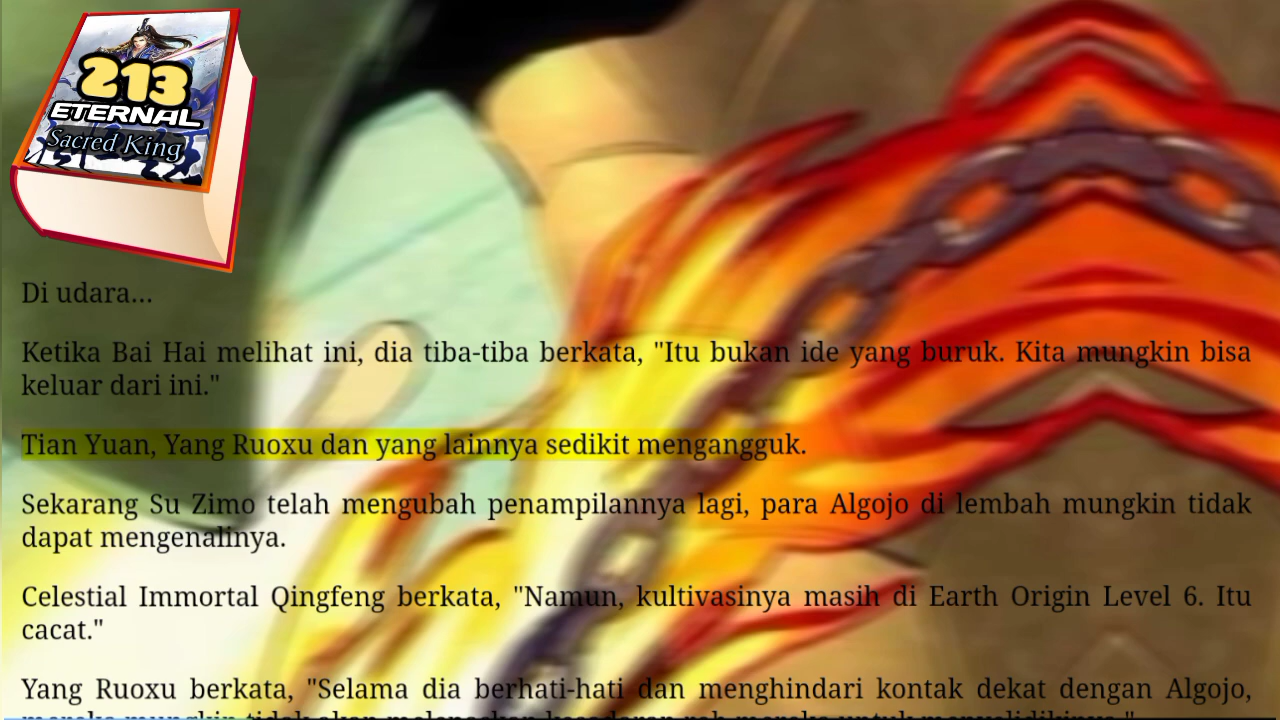 213
ETERNAL
Sacred King
Di udara...
Ketika Bai Hai melihat ini, dia tiba-tiba berkata, "Itu bukan ide yang buruk. Kita mungkin bisa
keluar dari ini."
Tian Yuan, Yang Ruoxu dan yang lainnya sedikit mengangguk.
Sekarang Su Zimo telah mengubah penampilannya lagi, para Algojo di lembah mungkin tidak
dapat mengenalinya.
Celestial Immortal Qingfeng berkata, "Namun, kultivasinya masih di Earth Origin Level 6. Itu
cacat."
Yang Ruoxu berkata, "Selama dia berhati-hati dan menghindari kontak dekat dengan Algojo,